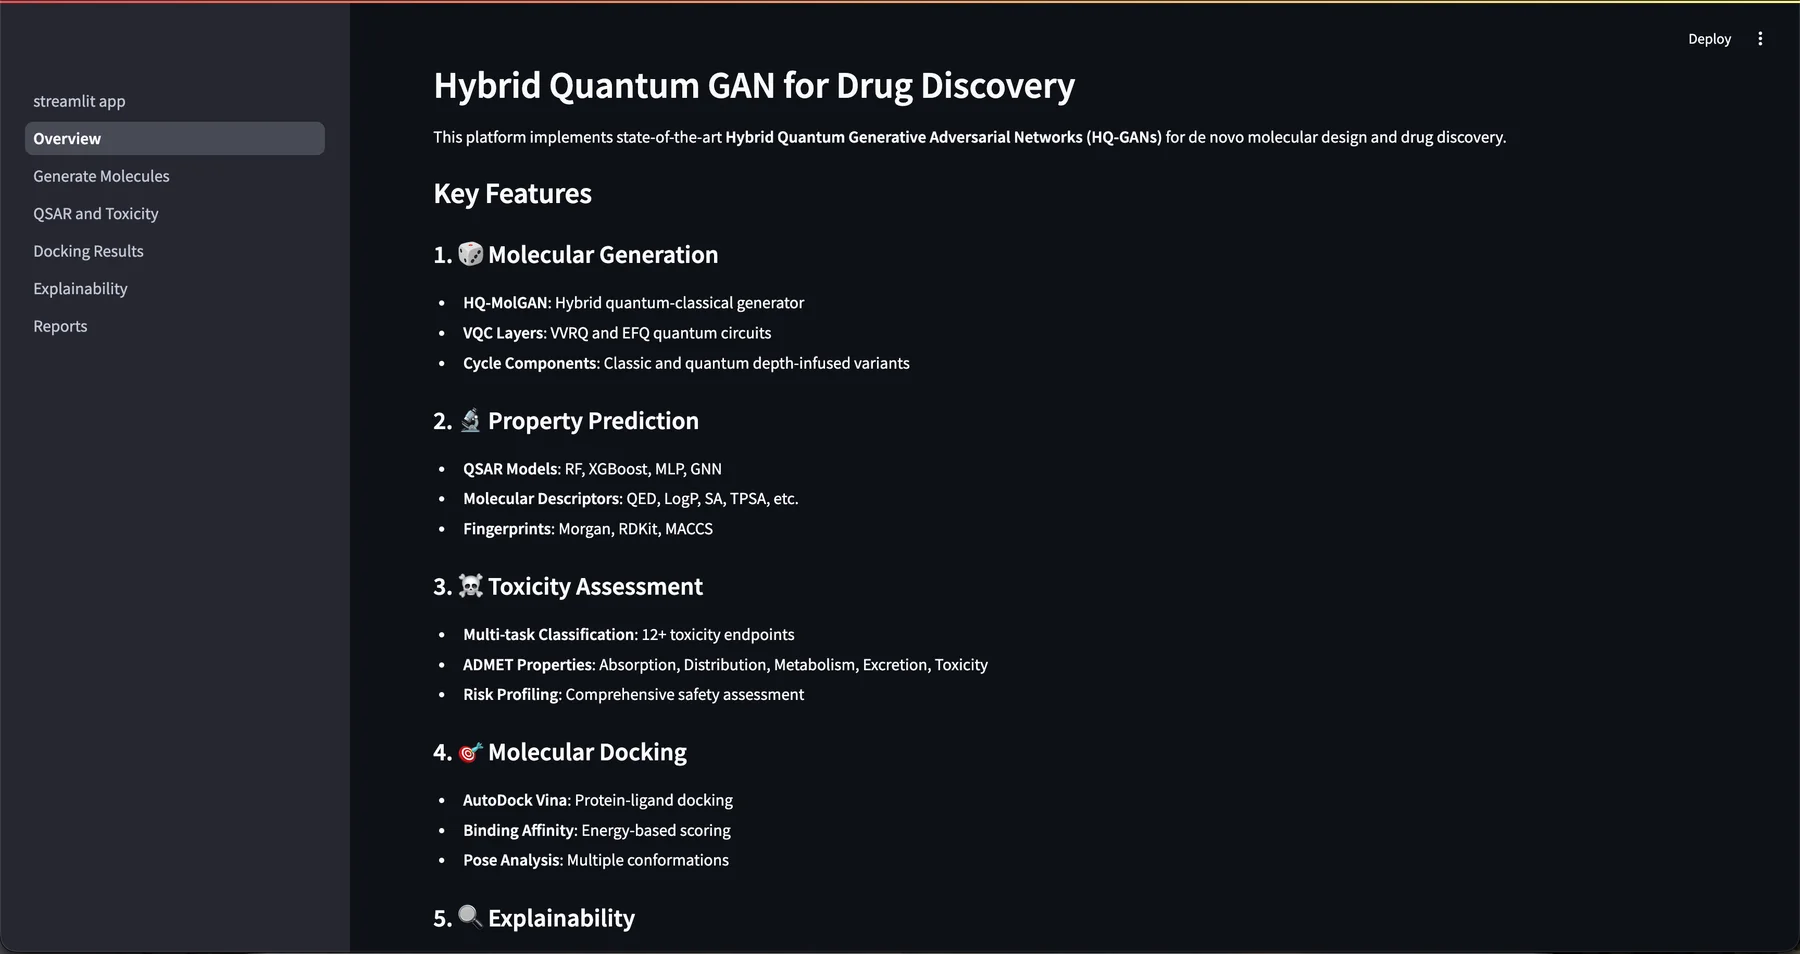 Deploy
streamlit app
Overview
Generate Molecules
QSAR and Toxicity
Docking Results
Explainability
Reports
Hybrid Quantum GAN for Drug Discovery
This platform implements state-of-the-art Hybrid Quantum Generative Adversarial Networks (HQ-GANs) for de novo molecular design and drug discovery.
Key Features
1. 🎲 Molecular Generation
• HQ-MolGAN: Hybrid quantum-classical generator
• VQC Layers: VVRQ and EFQ quantum circuits
• Cycle Components: Classic and quantum depth-infused variants
2. 🔬 Property Prediction
• QSAR Models: RF, XGBoost, MLP, GNN
• Molecular Descriptors: QED, LogP, SA, TPSA, etc.
• Fingerprints: Morgan, RDKit, MACCS
3. ☠️ Toxicity Assessment
• Multi-task Classification: 12+ toxicity endpoints
• ADMET Properties: Absorption, Distribution, Metabolism, Excretion, Toxicity
• Risk Profiling: Comprehensive safety assessment
4. 🎯 Molecular Docking
• AutoDock Vina: Protein-ligand docking
• Binding Affinity: Energy-based scoring
• Pose Analysis: Multiple conformations
5. 🔍 Explainability